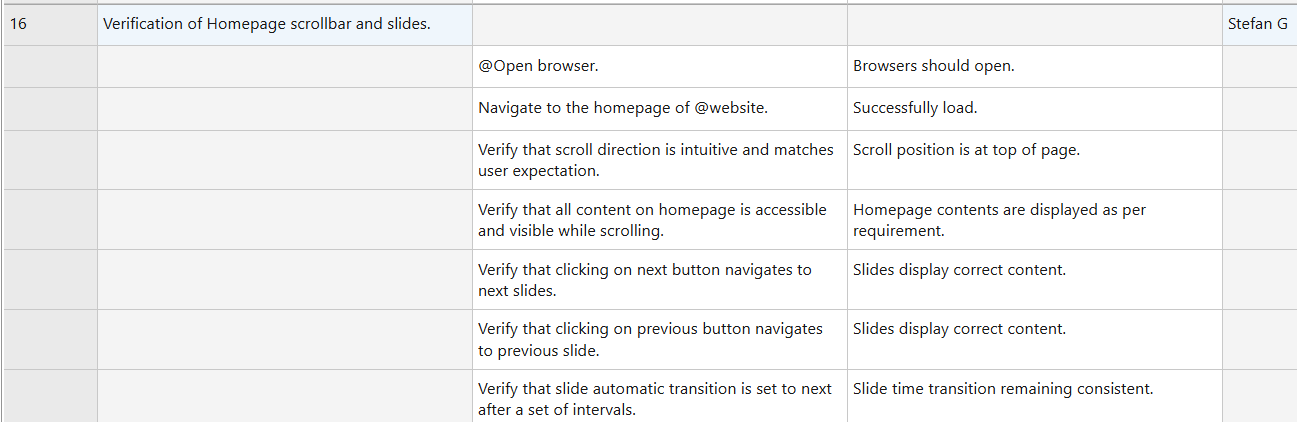 16 Verification of Homepage scrollbar and slides. Stefan G
@Open browser. Browsers should open.
Navigate to the homepage of @website. Successfully load.
Verify that scroll direction is intuitive and matches Scroll position is at top of page.
user expectation.
Verify that all content on homepage is accessible Homepage contents are displayed as per
and visible while scrolling. requirement.
Verify that clicking on next button navigates to Slides display correct content.
next slides.
Verify that clicking on previous button navigates Slides display correct content.
to previous slide.
Verify that slide automatic transition is set to next Slide time transition remaining consistent.
after a set of intervals.